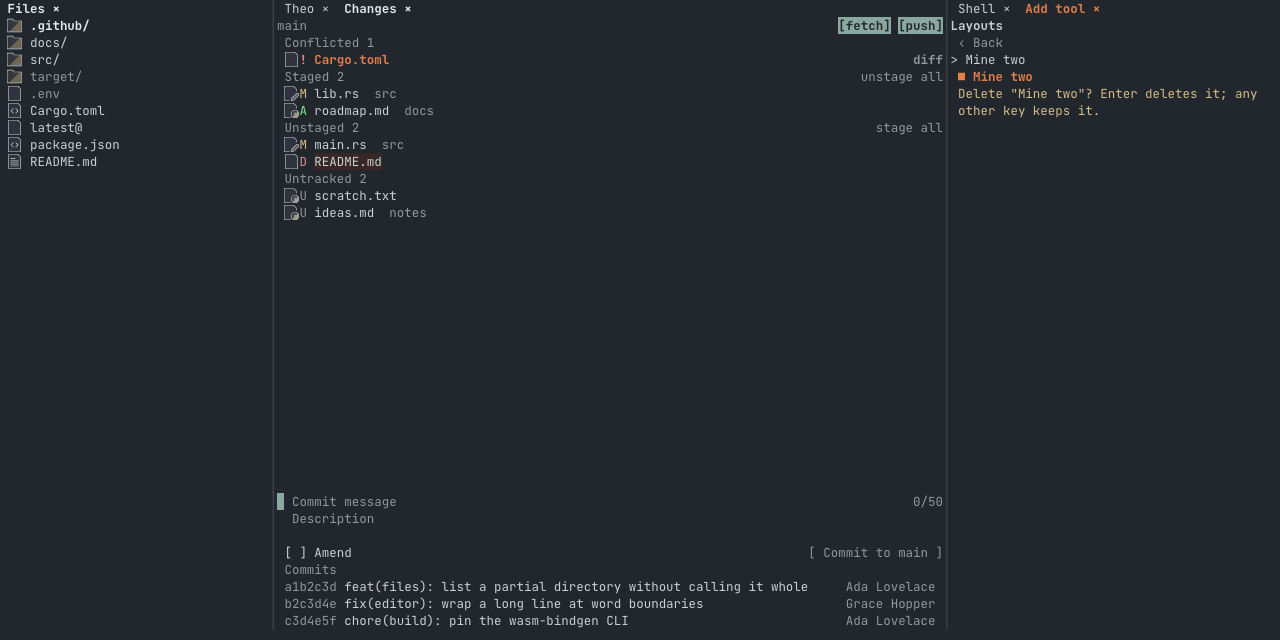 Files ×
.github/
docs/
src/
target/
.env
Cargo.toml
latest@
package.json
README.md
Theo × Changes ×
main [fetch] [push]
Conflicted 1
! Cargo.toml diff
Staged 2 unstage all
M lib.rs src
A roadmap.md docs
Unstaged 2 stage all
M main.rs src
D README.md
Untracked 2
U scratch.txt
U ideas.md notes
Commit message 0/50
Description
[ ] Amend [ Commit to main ]
Commits
a1b2c3d feat(files): list a partial directory without calling it whole Ada Lovelace
b2c3d4e fix(editor): wrap a long line at word boundaries Grace Hopper
c3d4e5f chore(build): pin the wasm-bindgen CLI Ada Lovelace
Shell × Add tool ×
Layouts
‹ Back
> Mine two
■ Mine two
Delete "Mine two"? Enter deletes it; any
other key keeps it.